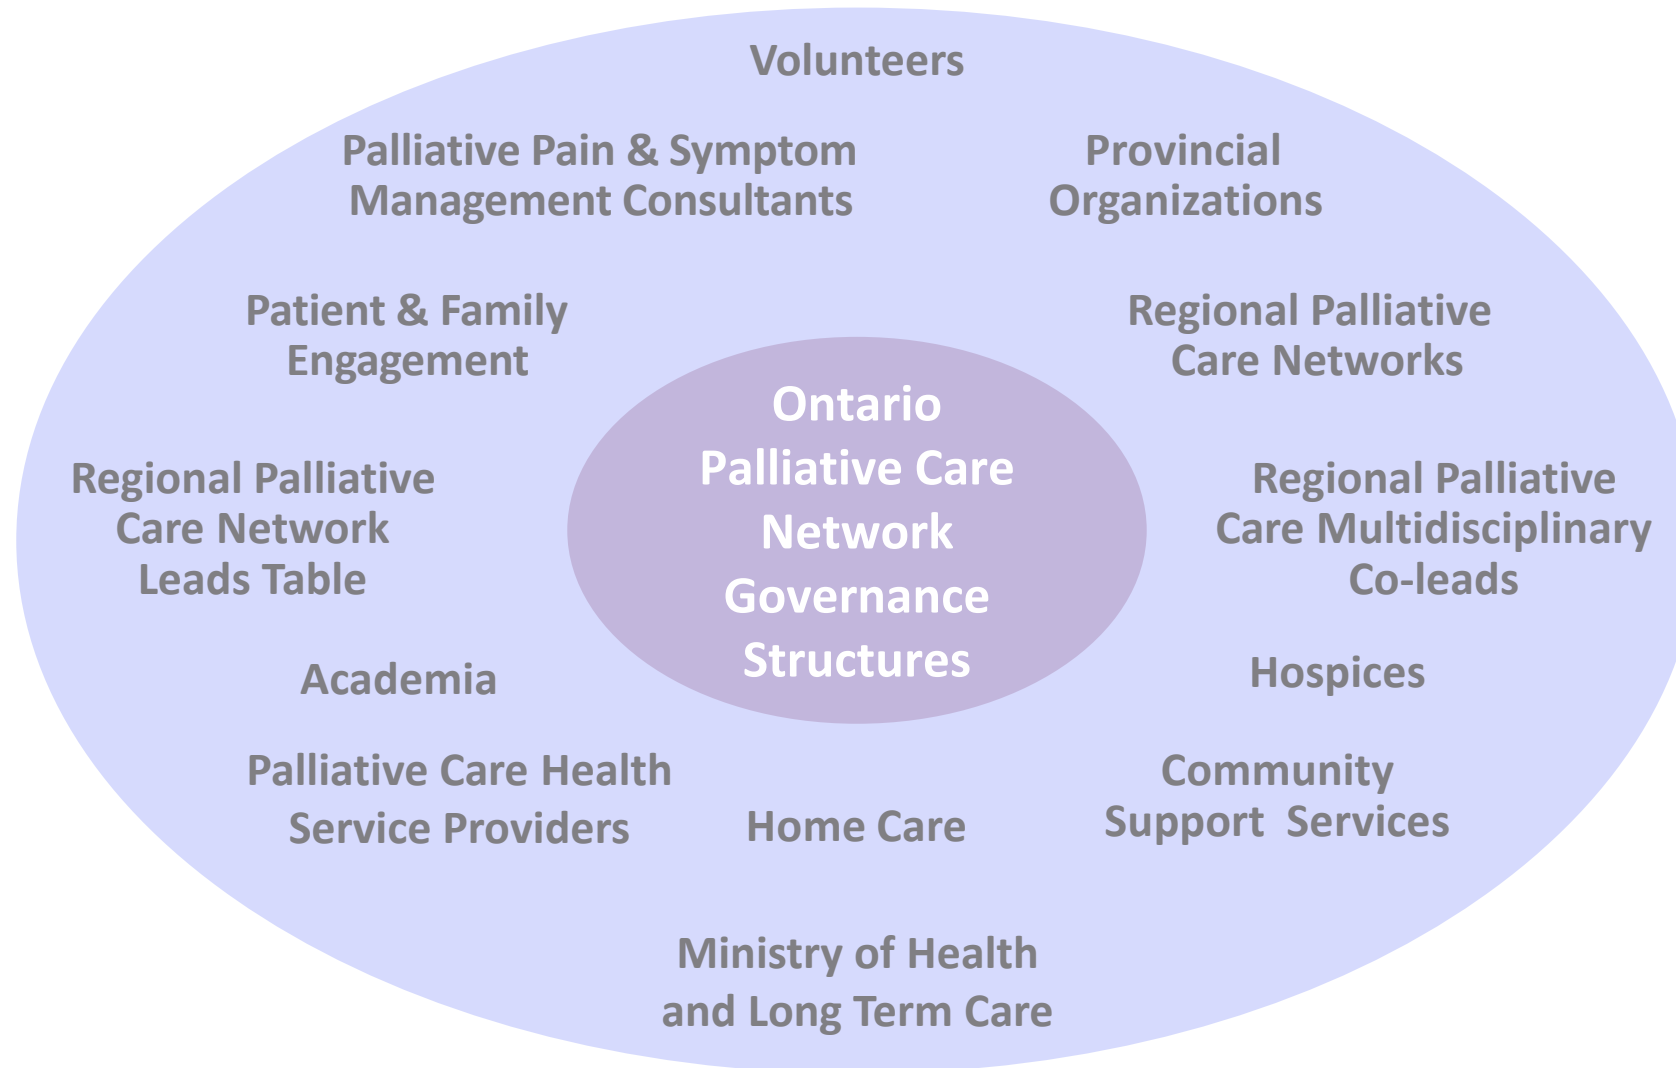 Volunteers
Palliative Pain & Symptom
Management Consultants
Provincial
Organizations
Patient & Family
Engagement
Regional Palliative
Care Networks
Ontario
Palliative Care
Network
Governance
Structures
Regional Palliative
Care Network
Leads Table
Regional Palliative
Care Multidisciplinary
Co-leads
Academia
Hospices
Palliative Care Health
Service Providers
Home Care
Community
Support  Services
Ministry of Health
and Long Term Care